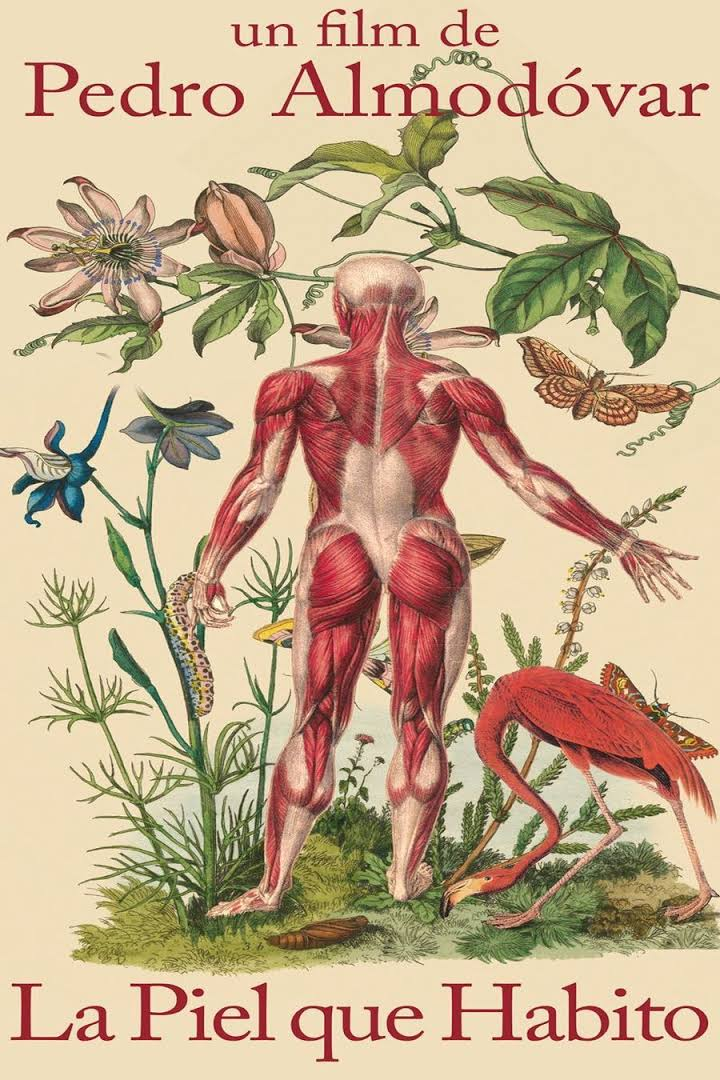 un film de
Pedro Almodóvar
La Piel que Habito